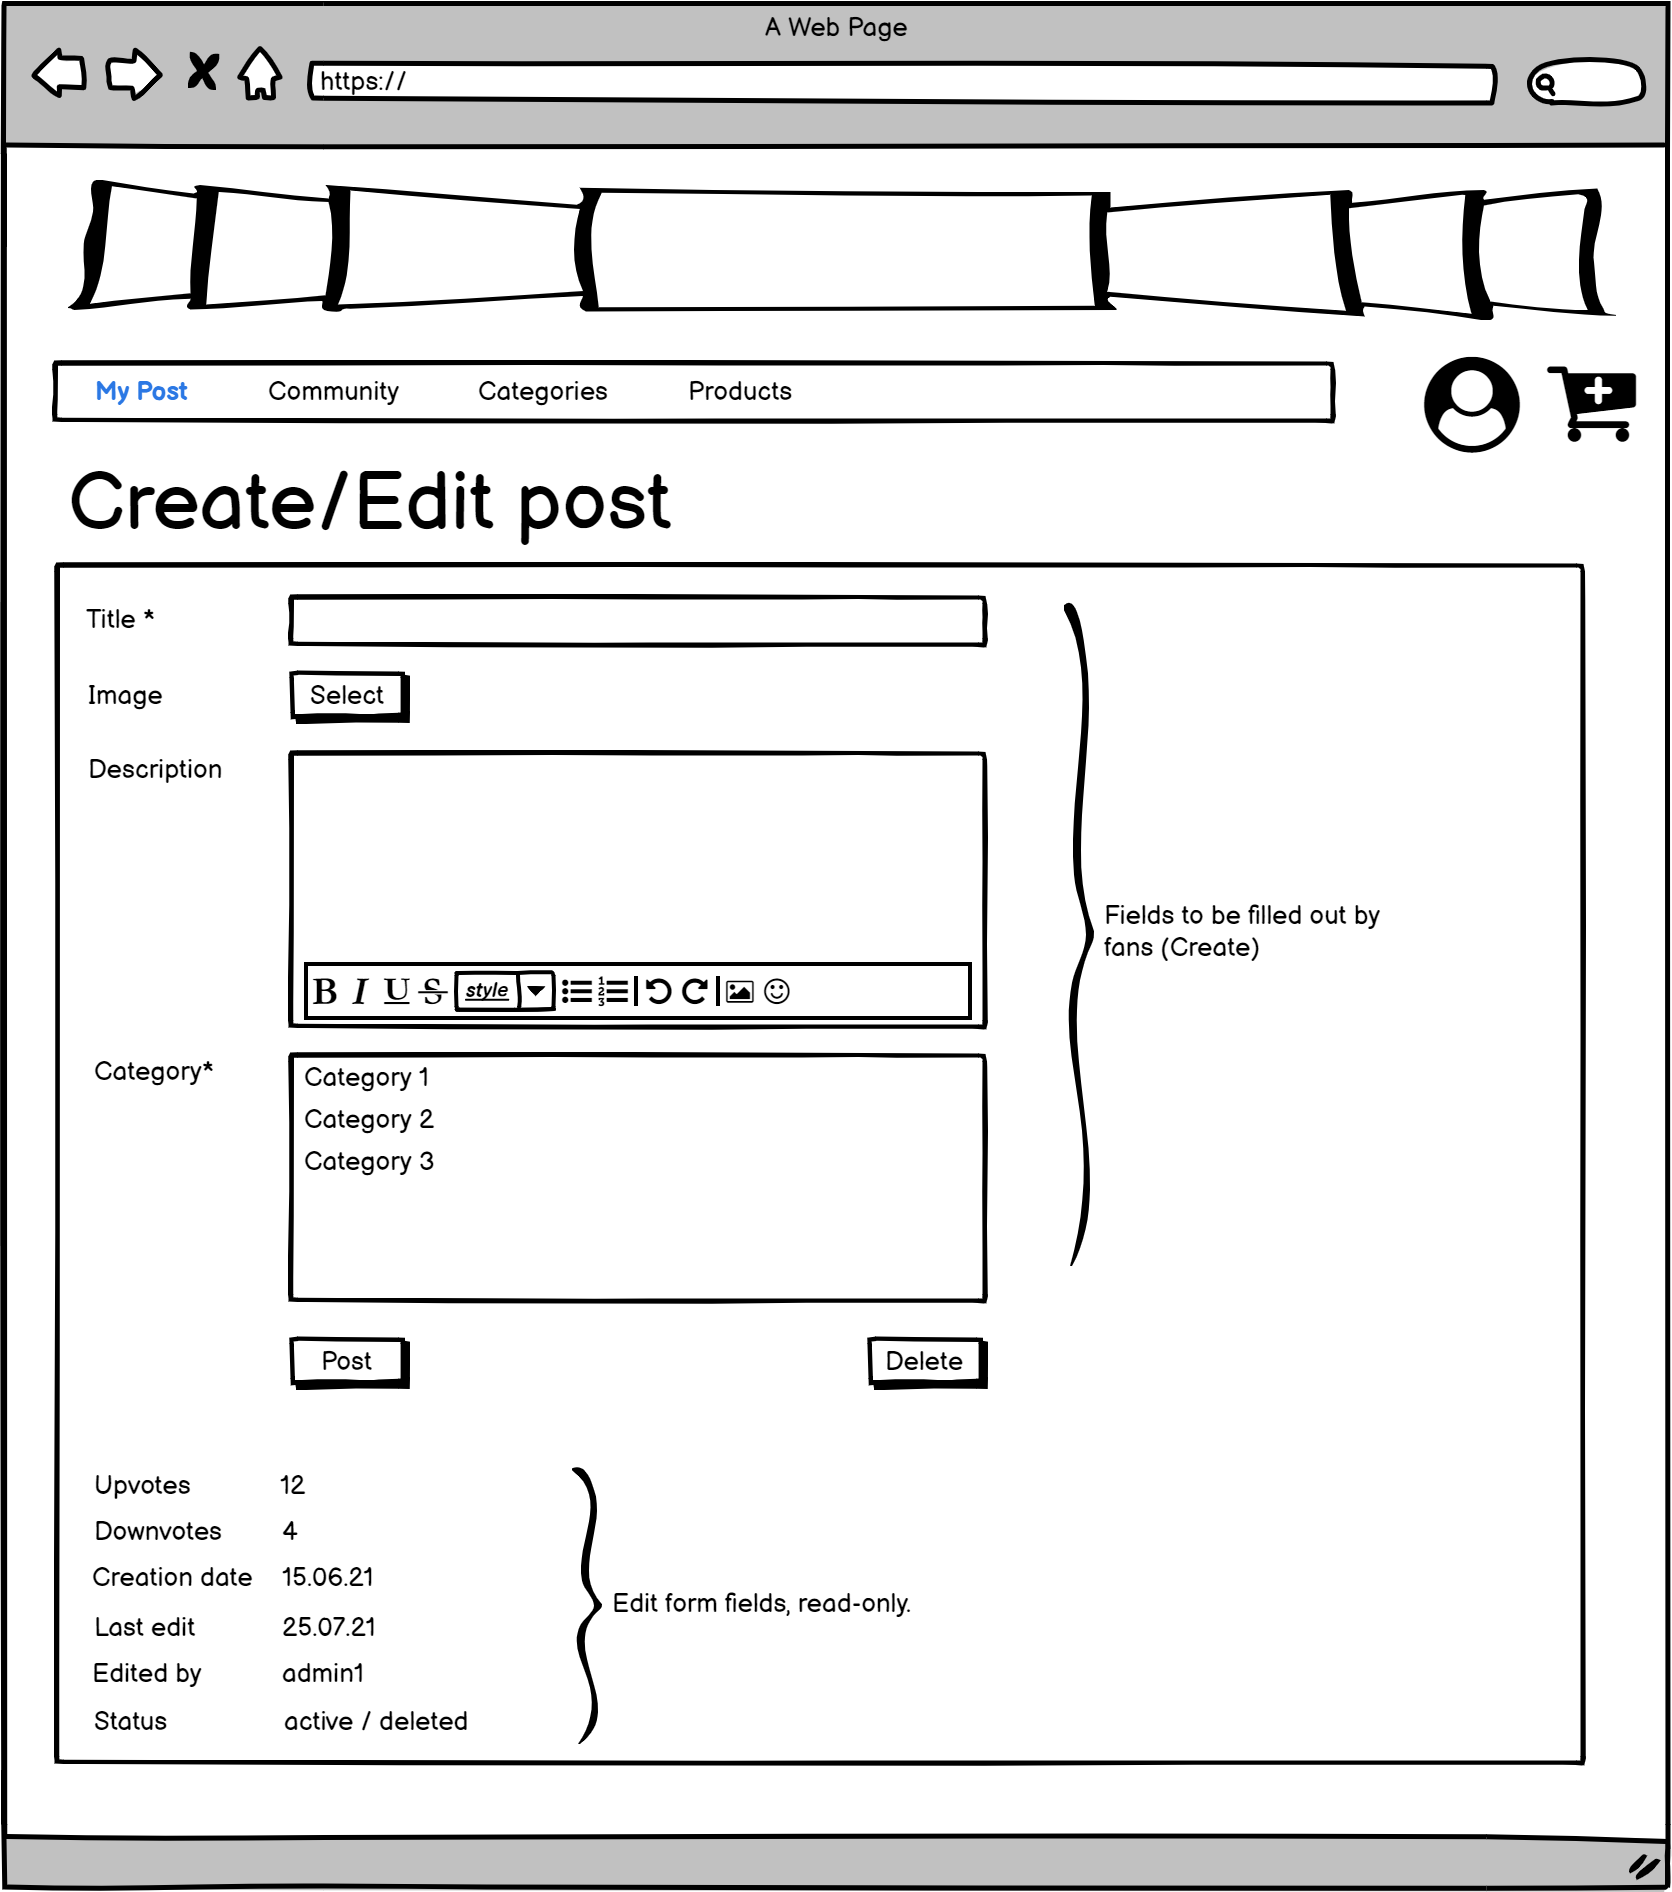 A Web Page
https://
My Post Community Categories Products
Create/Edit post
Title *
Image Select
Description
Fields to be filled out by
fans (Create)
B I U S style
Category*
Category 1
Category 2
Category 3
Post Delete
Upvotes 12
Downvotes 4
Creation date 15.06.21
Edit form fields, read-only.
Last edit 25.07.21
Edited by admin1
Status active / deleted